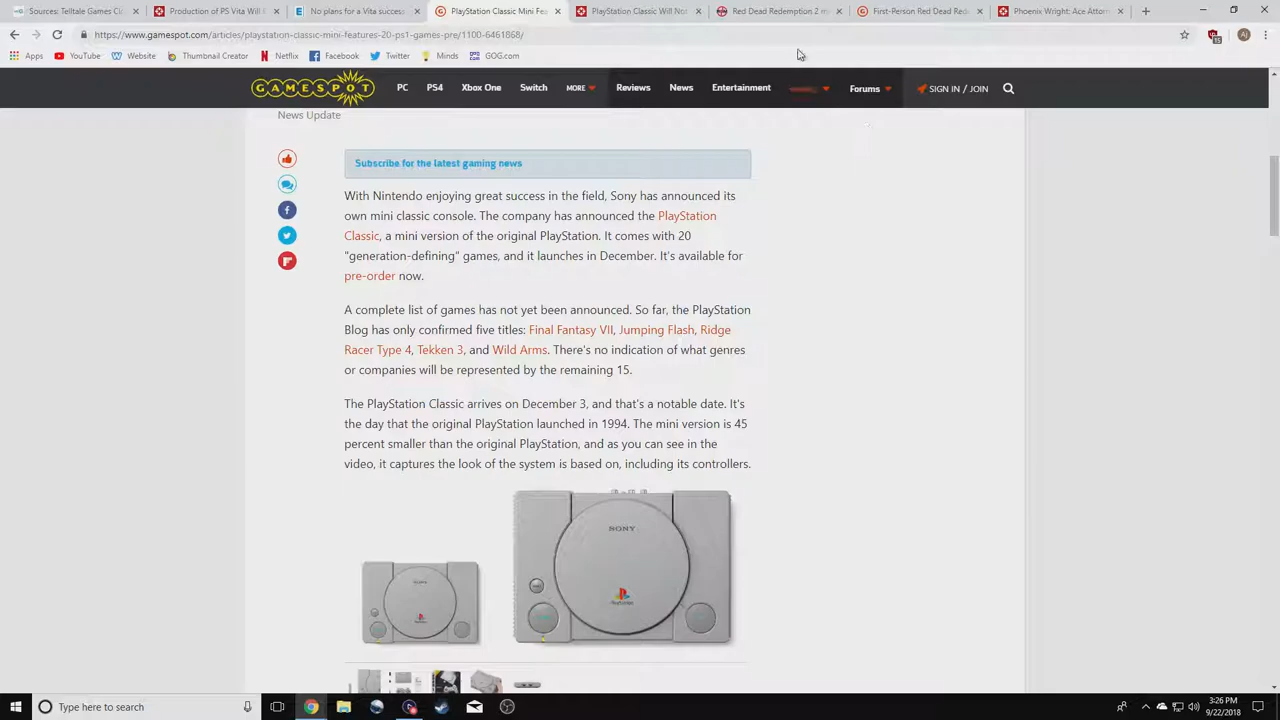 Sources: Telltale Games Cl
Production of PS Vita Will E
No plans for a Vita success
PlayStation Classic Mini Fea
PlayStation Classic Will Not
Red Dead Redemption 2 m
First-Person Red Dead Red
Phoenix Wright: Ace Attorn
https://www.gamespot.com/articles/playstation-classic-mini-features-20-ps1-games-pre/1100-6461868/
15
AJ
Apps
YouTube
Website
Thumbnail Creator
Netflix
Facebook
Twitter
Minds
GOG.com
GAMESPOT
PC
PS4
Xbox One
Switch
MORE
Reviews
News
Entertainment
Forums
SIGN IN / JOIN
News Update
Subscribe for the latest gaming news
With Nintendo enjoying great success in the field, Sony has announced its
own mini classic console. The company has announced the PlayStation
Classic, a mini version of the original PlayStation. It comes with 20
"generation-defining" games, and it launches in December. It's available for
pre-order now.
A complete list of games has not yet been announced. So far, the PlayStation
Blog has only confirmed five titles: Final Fantasy VII, Jumping Flash, Ridge
Racer Type 4, Tekken 3, and Wild Arms. There's no indication of what genres
or companies will be represented by the remaining 15.
The PlayStation Classic arrives on December 3, and that's a notable date. It's
the day that the original PlayStation launched in 1994. The mini version is 45
percent smaller than the original PlayStation, and as you can see in the
video, it captures the look of the system is based on, including its controllers.
SONY
PlayStation
Type here to search
3:26 PM
9/22/2018